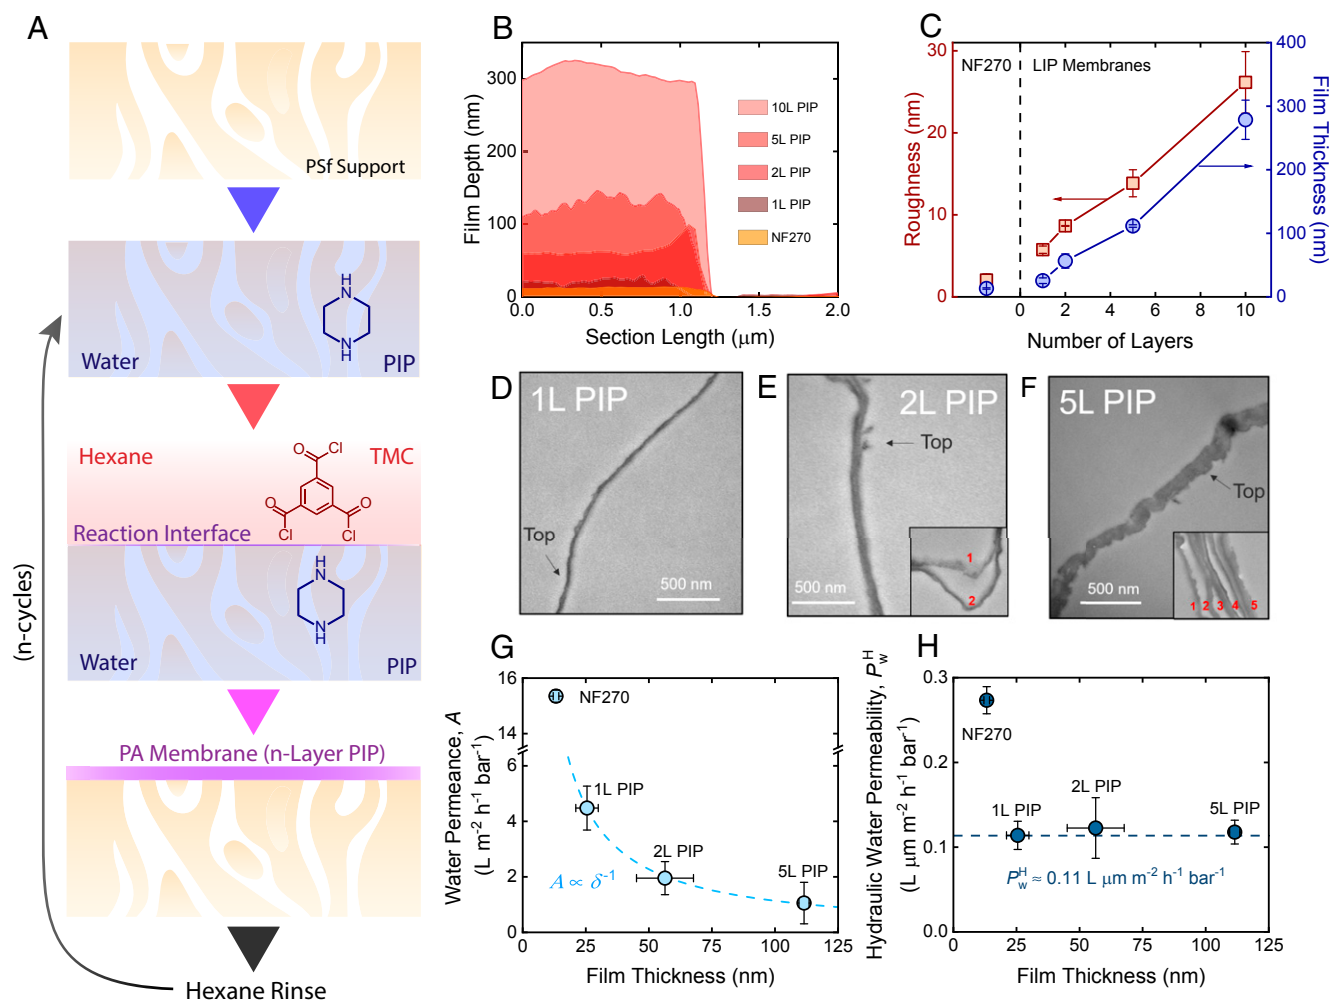 A
PSf Support
H
N
N
H
Water
PIP
Hexane
TMC
O
Cl
O
O
Cl
Cl
Reaction Interface
H
N
N
H
Water
PIP
(n-cycles)
PA Membrane (n-Layer PIP)
Hexane Rinse
B
Film Depth (nm)
300
200
100
0
0.0
0.5
1.0
1.5
2.0
Section Length (μm)
10L PIP
5L PIP
2L PIP
1L PIP
NF270
C
Roughness (nm)
30
20
10
0
NF270
LIP Membranes
400
300
200
100
0
Film Thickness (nm)
0
2
4
6
8
10
Number of Layers
D
1L PIP
Top
500 nm
E
2L PIP
Top
500 nm
1
2
F
5L PIP
Top
500 nm
1 2 3 4 5
G
Water Permeance, A
(L m-2 h-1 bar-1)
16
14
6
4
2
0
NF270
1L PIP
2L PIP
5L PIP
A ∝ δ-1
0
25
50
75
100
125
Film Thickness (nm)
H
Hydraulic Water Permeability, PwH
(L μm m-2 h-1 bar-1)
0.3
0.2
0.1
0.0
NF270
1L PIP
2L PIP
5L PIP
PwH ≈ 0.11 L μm m-2 h-1 bar-1
0
25
50
75
100
125
Film Thickness (nm)